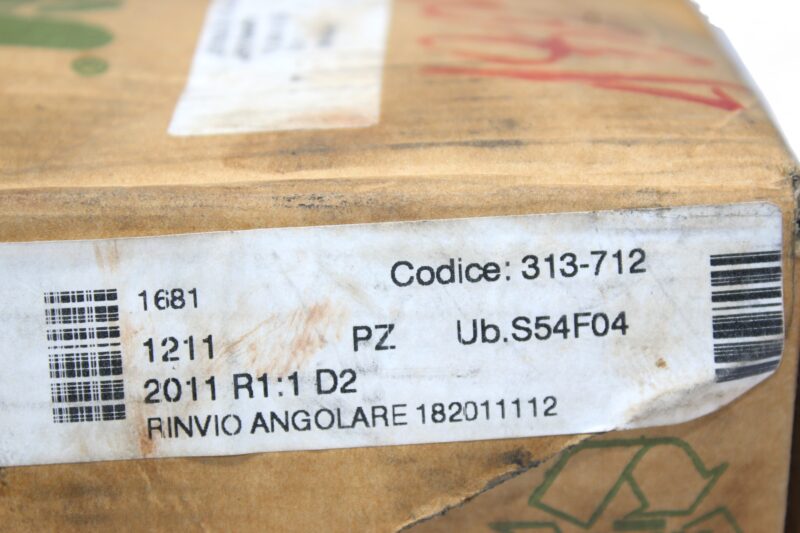 Codice: 313-712
1681
1211 PZ Ub.S54F04
2011 R1:1 D2
RINVIO ANGOLARE 182011112